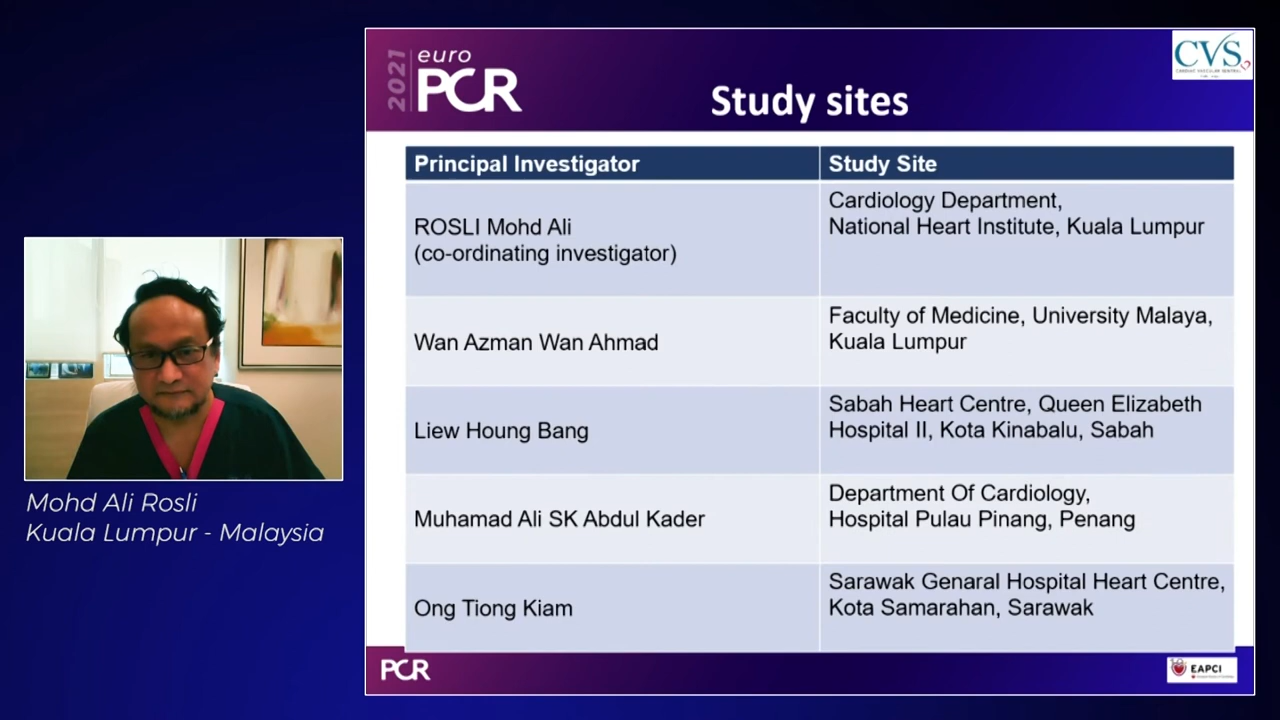 2021
euro
PCR
CVS
Study sites
Principal Investigator
Study Site
ROSLI Mohd Ali
(co-ordinating investigator)
Cardiology Department,
National Heart Institute, Kuala Lumpur
Wan Azman Wan Ahmad
Faculty of Medicine, University Malaya,
Kuala Lumpur
Liew Houng Bang
Sabah Heart Centre, Queen Elizabeth
Hospital II, Kota Kinabalu, Sabah
Muhamad Ali SK Abdul Kader
Department Of Cardiology,
Hospital Pulau Pinang, Penang
Ong Tiong Kiam
Sarawak Genaral Hospital Heart Centre,
Kota Samarahan, Sarawak
Mohd Ali Rosli
Kuala Lumpur - Malaysia
PCR
EAPCI